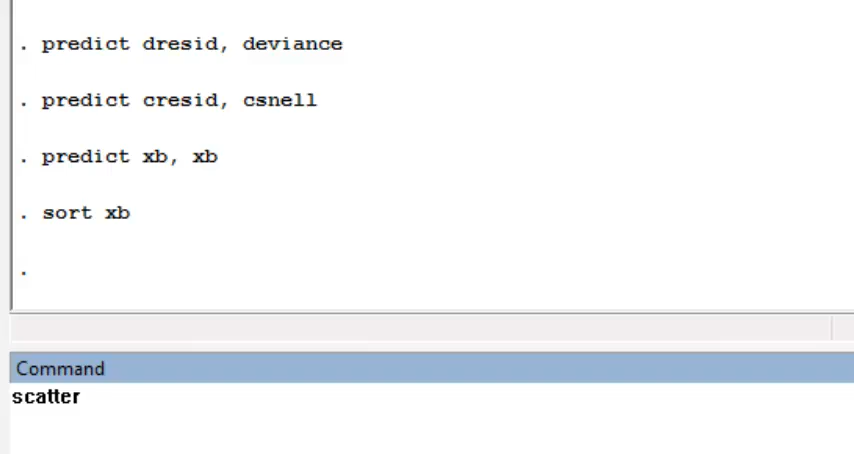 . predict dresid, deviance
. predict cresid, csnell
. predict xb, xb
. sort xb
.
Command
scatter